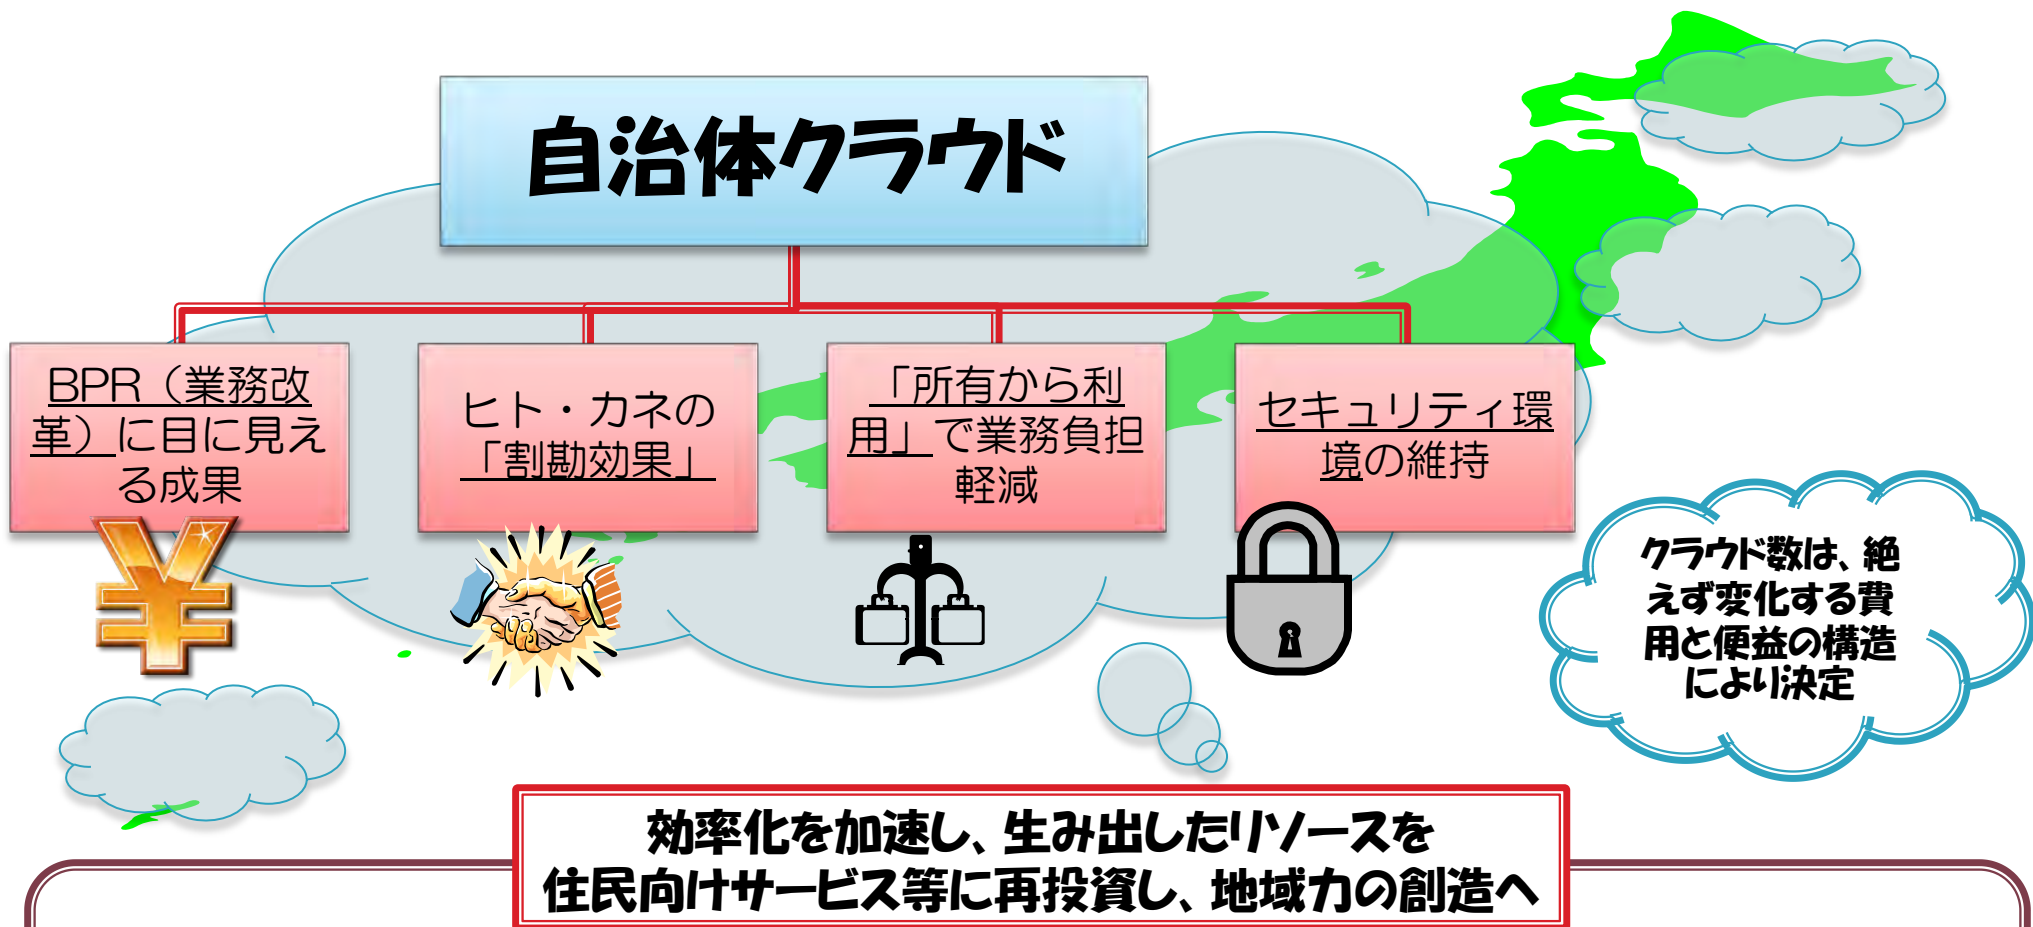 自治体クラウド
BPR（業務改
革）に目に見え
る成果
ヒト・カネの
「割勘効果」
「所有から利
用」で業務負担
軽減
セキュリティ環
境の維持
クラウド数は、絶
えず変化する費
用と便益の構造
により決定
効率化を加速し、生み出したリソースを
住民向けサービス等に再投資し、地域力の創造へ